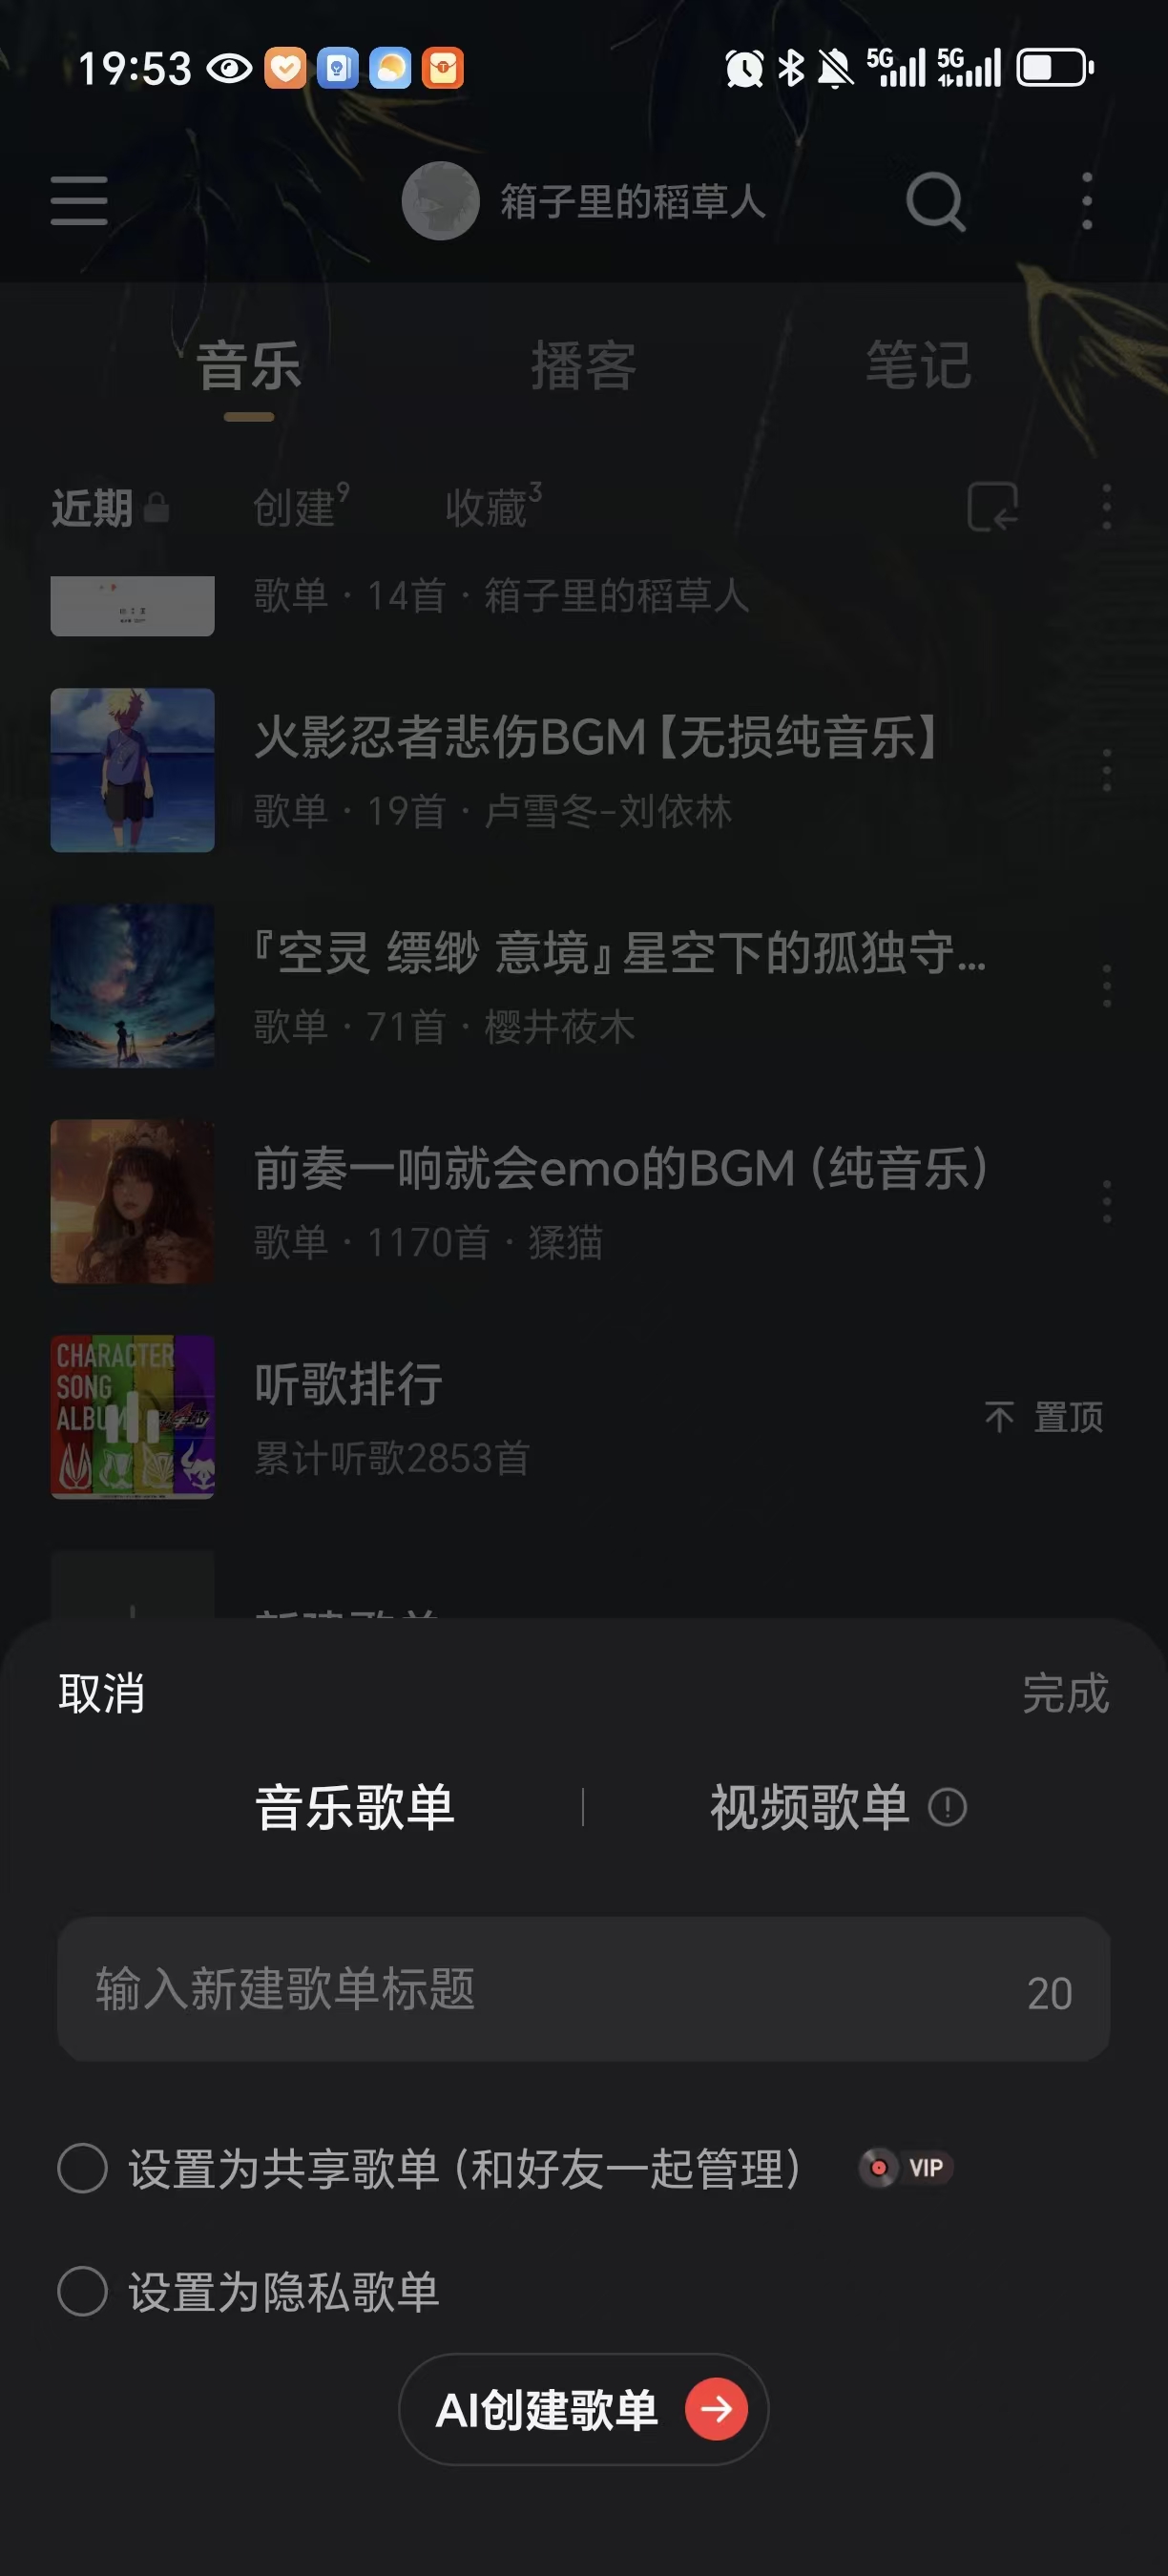 19:53
5G 5G
箱子里的稻草人
音乐 播客 笔记
近期 创建9 收藏3
歌单 · 14首 · 箱子里的稻草人
火影忍者悲伤BGM【无损纯音乐】
歌单 · 19首 · 卢雪冬-刘依林
『空灵 缥缈 意境』星空下的孤独守...
歌单 · 71首 · 樱井莜木
前奏一响就会emo的BGM（纯音乐）
歌单 · 1170首 · 猱猫
CHARACTER
SONG
ALBUM
听歌排行
置顶
累计听歌2853首
新建歌单
取消 完成
音乐歌单 视频歌单
输入新建歌单标题 20
设置为共享歌单（和好友一起管理） VIP
设置为隐私歌单
AI创建歌单